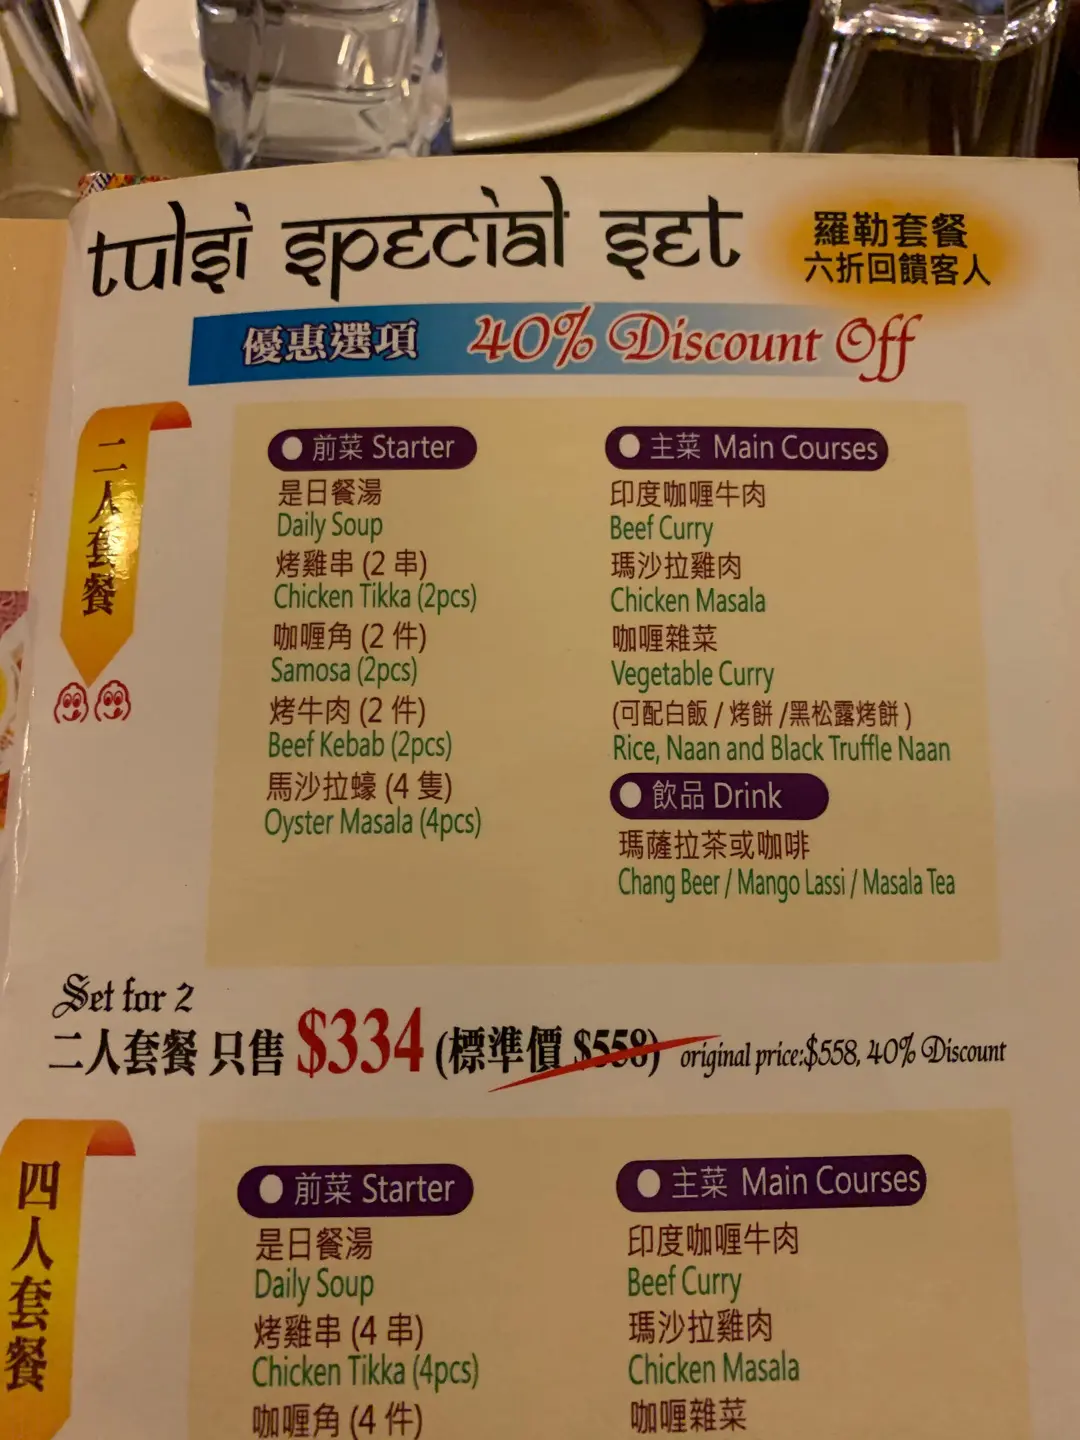 tulsi special set
羅勒套餐
六折回饋客人
優惠選項 40% Discount Off
二人套餐
前菜 Starter
是日餐湯
Daily Soup
烤雞串 (2 串)
Chicken Tikka (2pcs)
咖喱角 (2 件)
Samosa (2pcs)
烤牛肉 (2 件)
Beef Kebab (2pcs)
馬沙拉蠔 (4 隻)
Oyster Masala (4pcs)
主菜 Main Courses
印度咖喱牛肉
Beef Curry
瑪沙拉雞肉
Chicken Masala
咖喱雜菜
Vegetable Curry
(可配白飯 / 烤餅 /黑松露烤餅 )
Rice, Naan and Black Truffle Naan
飲品 Drink
瑪薩拉茶或咖啡
Chang Beer / Mango Lassi / Masala Tea
Set for 2
二人套餐 只售 $334 (標準價 $558) original price:$558, 40% Discount
四人套餐
前菜 Starter
是日餐湯
Daily Soup
烤雞串 (4 串)
Chicken Tikka (4pcs)
咖喱角 (4 件)
主菜 Main Courses
印度咖喱牛肉
Beef Curry
瑪沙拉雞肉
Chicken Masala
咖喱雜菜